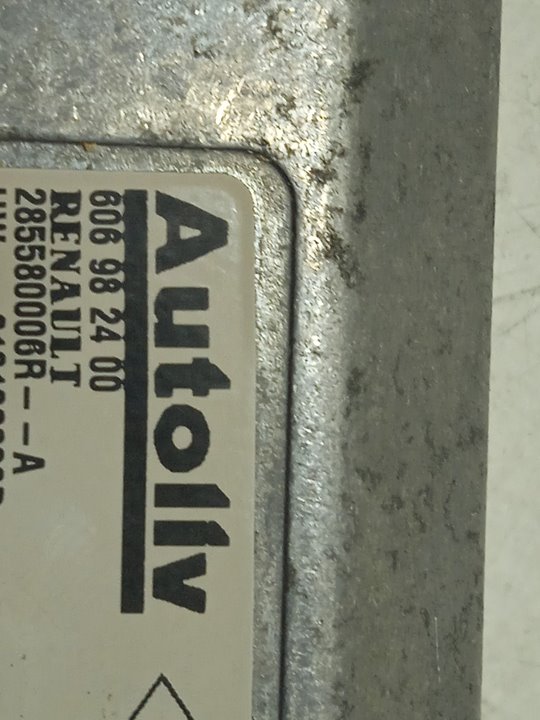 Autoliv
606 98 24 00
RENAULT
285580006R--A